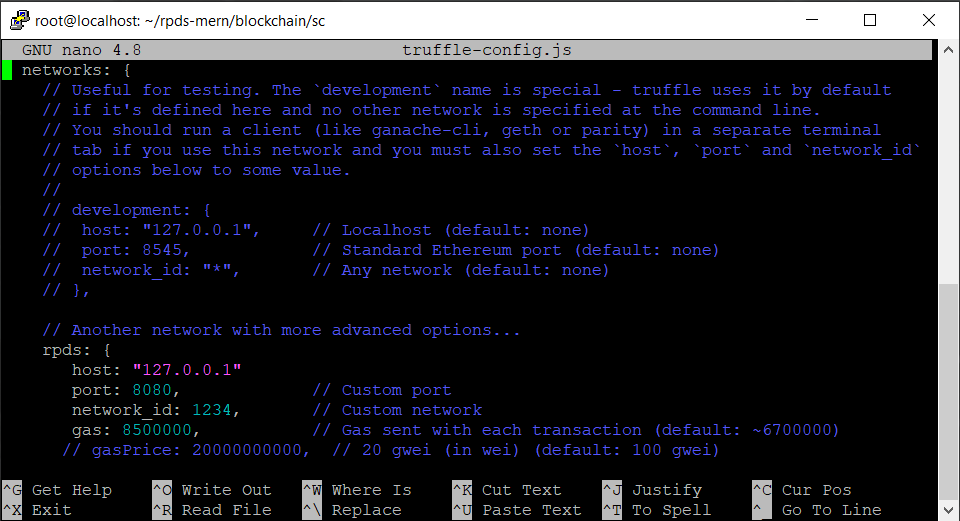 root@localhost: ~/rpds-mern/blockchain/sc
GNU nano 4.8 truffle-config.js
networks: {
// Useful for testing. The `development` name is special - truffle uses it by default
// if it's defined here and no other network is specified at the command line.
// You should run a client (like ganache-cli, geth or parity) in a separate terminal
// tab if you use this network and you must also set the `host`, `port` and `network_id`
// options below to some value.
//
// development: {
//  host: "127.0.0.1",     // Localhost (default: none)
//  port: 8545,            // Standard Ethereum port (default: none)
//  network_id: "*",       // Any network (default: none)
// },
// Another network with more advanced options...
rpds: {
host: "127.0.0.1"
port: 8080,             // Custom port
network_id: 1234,       // Custom network
gas: 8500000,           // Gas sent with each transaction (default: ~6700000)
// gasPrice: 20000000000,  // 20 gwei (in wei) (default: 100 gwei)
^G Get Help ^O Write Out ^W Where Is ^K Cut Text ^J Justify ^C Cur Pos
^X Exit ^R Read File ^\ Replace ^U Paste Text ^T To Spell ^_ Go To Line